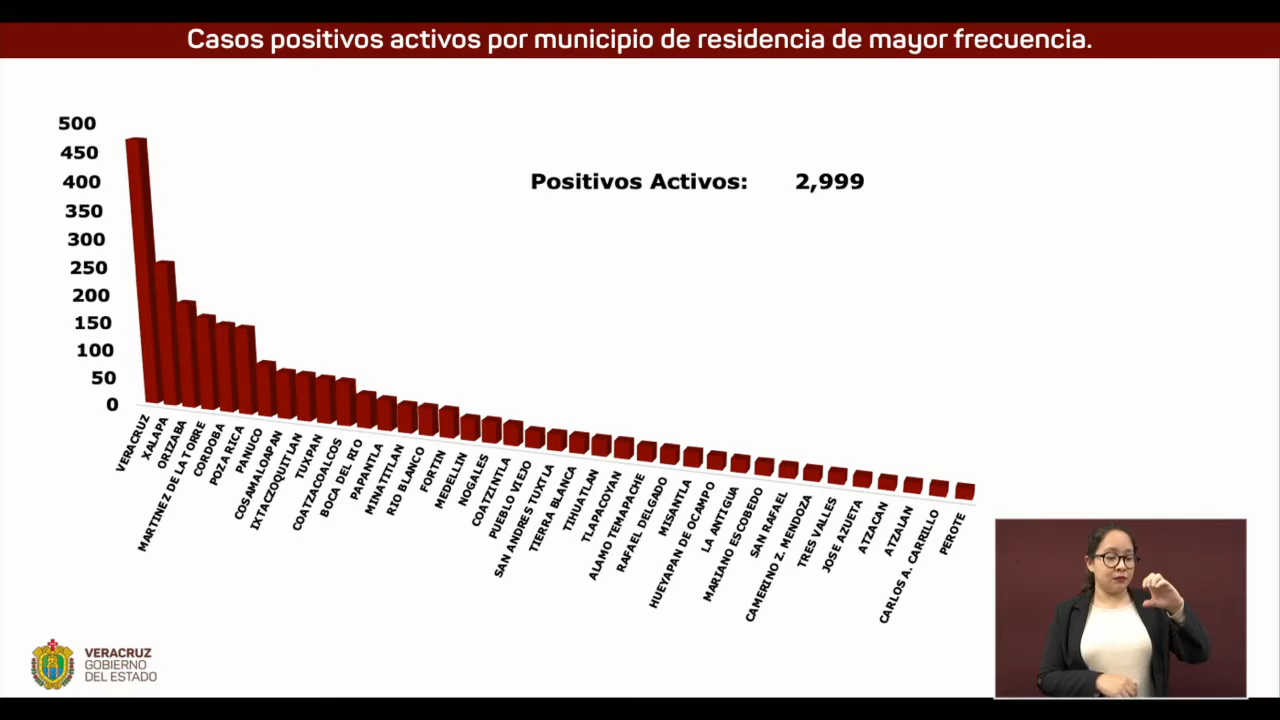 Casos positivos activos por municipio de residencia de mayor frecuencia.
500
450
400
350
300
250
200
150
100
50
0
Positivos Activos: 2,999
VERACRUZ
XALAPA
ORIZABA
MARTINEZ DE LA TORRE
CORDOBA
POZA RICA
PANUCO
COSAMALOAPAN
IXTACZOQUITLAN
TUXPAN
COATZACOALCOS
BOCA DEL RIO
PAPANTLA
MINATITLAN
RIO BLANCO
FORTIN
MEDELLIN
NOGALES
COATZINTLA
PUEBLO VIEJO
SAN ANDRES TUXTLA
TIERRA BLANCA
TIHUATLAN
TLAPACOYAN
ALAMO TEMAPACHE
RAFAEL DELGADO
MISANTLA
HUEYAPAN DE OCAMPO
LA ANTIGUA
MARIANO ESCOBEDO
SAN RAFAEL
CAMERINO Z. MENDOZA
TRES VALLES
JOSE AZUETA
ATZACAN
ATZALAN
CARLOS A. CARRILLO
PEROTE
VERACRUZ
GOBIERNO
DEL ESTADO